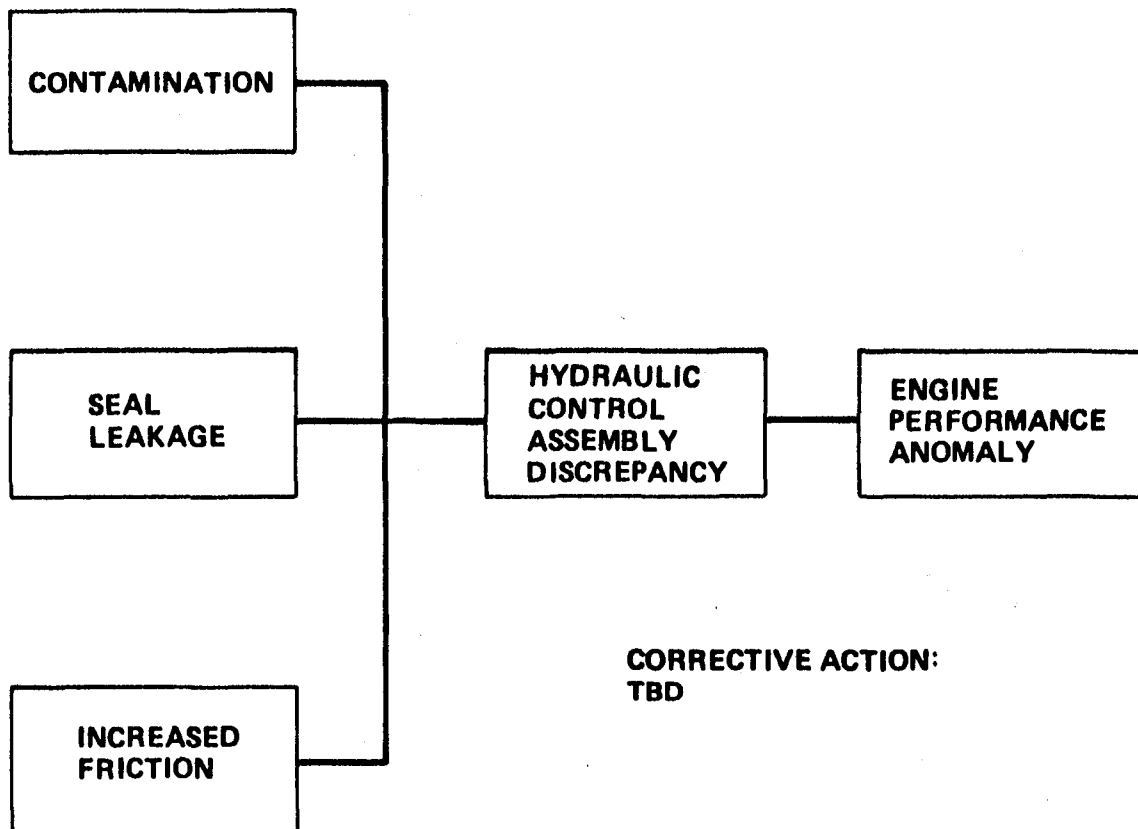 CONTAMINATION
SEAL
LEAKAGE
INCREASED
FRICTION
HYDRAULIC
CONTROL
ASSEMBLY
DISCREPANCY
ENGINE
PERFORMANCE
ANOMALY
CORRECTIVE ACTION:
TBD